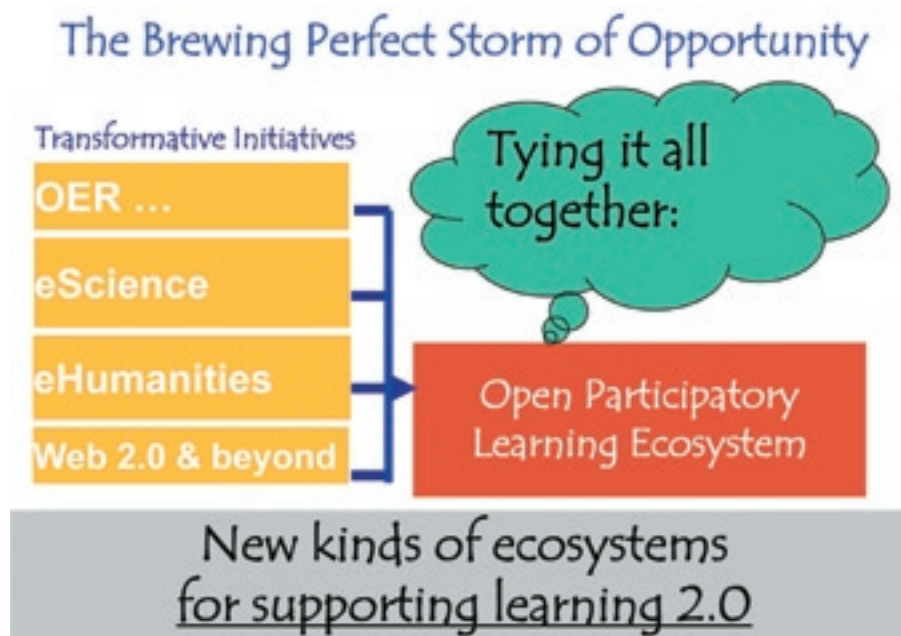 The Brewing Perfect Storm of Opportunity
Transformative Initiatives
OER ...
eScience
eHumanities
Web 2.0 & beyond
Tying it all
together:
Open Participatory
Learning Ecosystem
New kinds of ecosystems
for supporting learning 2.0